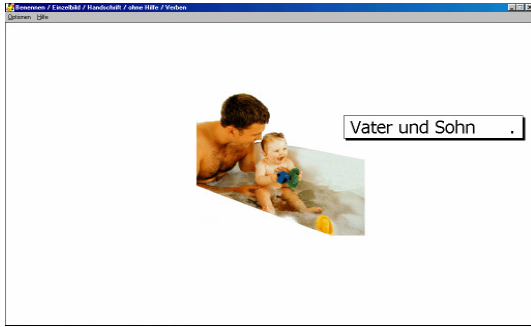 Benennen / Einzelbild / Handschrift / ohne Hilfe / Verben
Optionen Hilfe
Vater und Sohn .